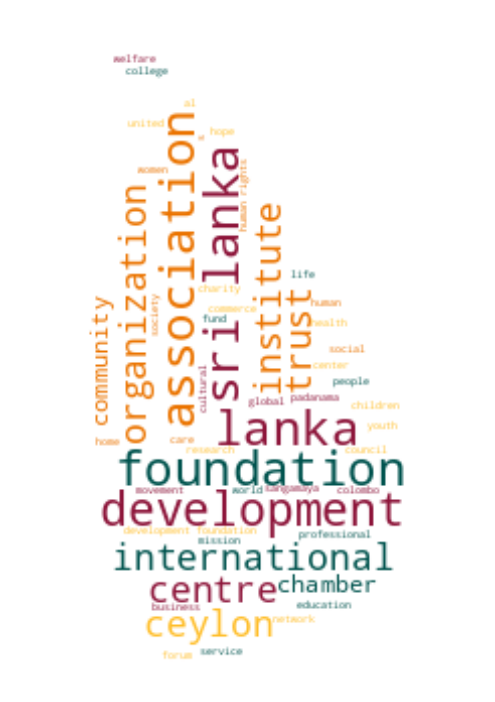 welfare
college
al
united
a
hope
women
association
sri lanka
human rights
organization
institute
community
society
life
charity
trust
human
commerce
fund
health
social
center
people
cultural
global
padanama
children
lanka
youth
home
care
research
council
foundation
movement
world
sangamaya
colombo
development
development foundation
professional
mission
international
centre
chamber
business
education
ceylon
network
forum
service